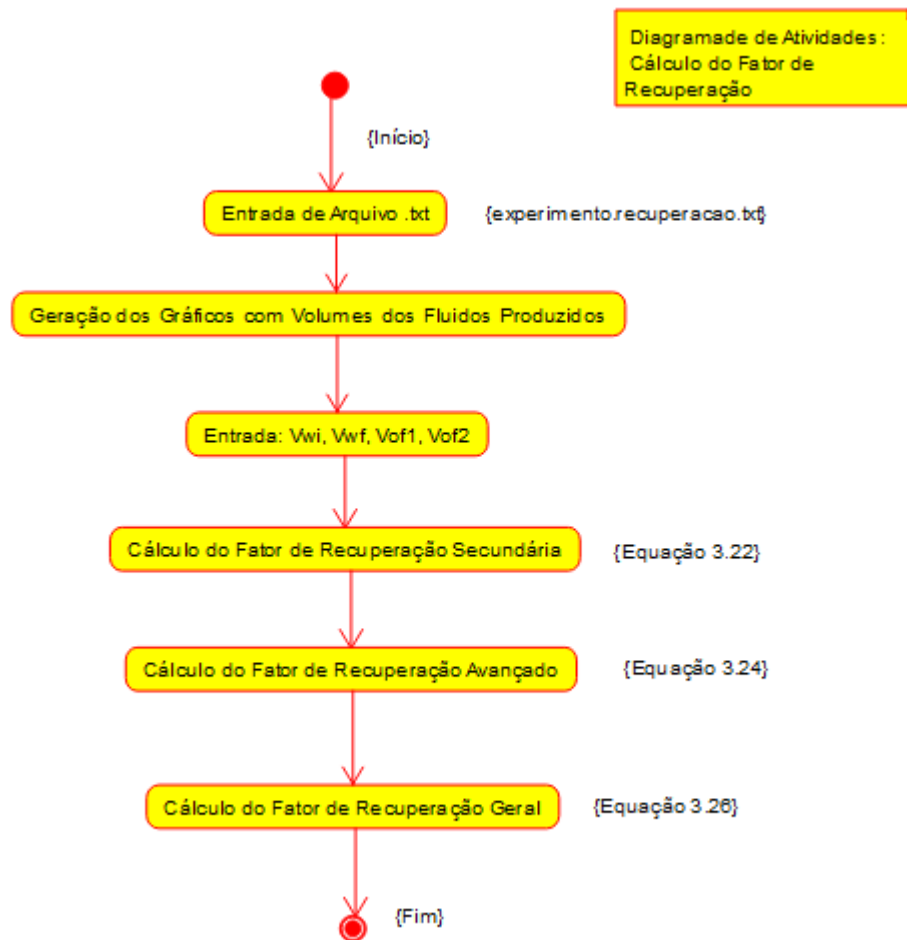 Diagramade de Atividades :
Cálculo do Fator de
Recuperação
{Início}
Entrada de Arquivo .txt
{experimento.recuperacao.txt}
Geração dos Gráficos com Volumes dos Fluidos Produzidos
Entrada: Vwi, Vwf, Vof1, Vof2
Cálculo do Fator de Recuperação Secundária
{Equação 3.22}
Cálculo do Fator de Recuperação Avançado
{Equação 3.24}
Cálculo do Fator de Recuperação Geral
{Equação 3.26}
{Fim}